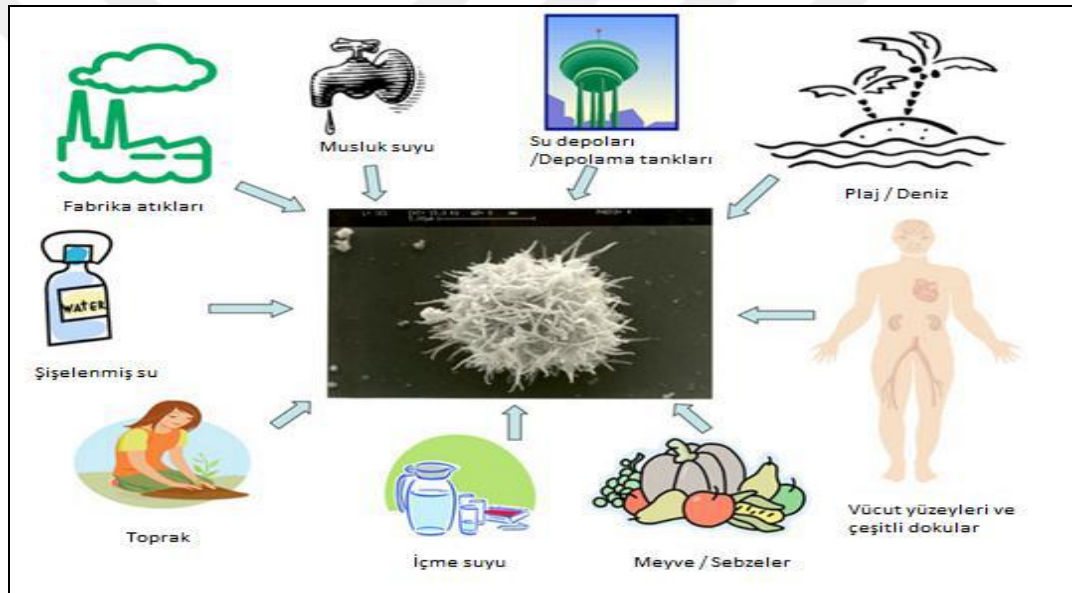 Musluk suyu
Su depoları
/Depolama tankları
Plaj / Deniz
Fabrika atıkları
WATER
Şişelenmiş su
Toprak
İçme suyu
Meyve / Sebzeler
Vücut yüzeyleri ve
çeşitli dokular